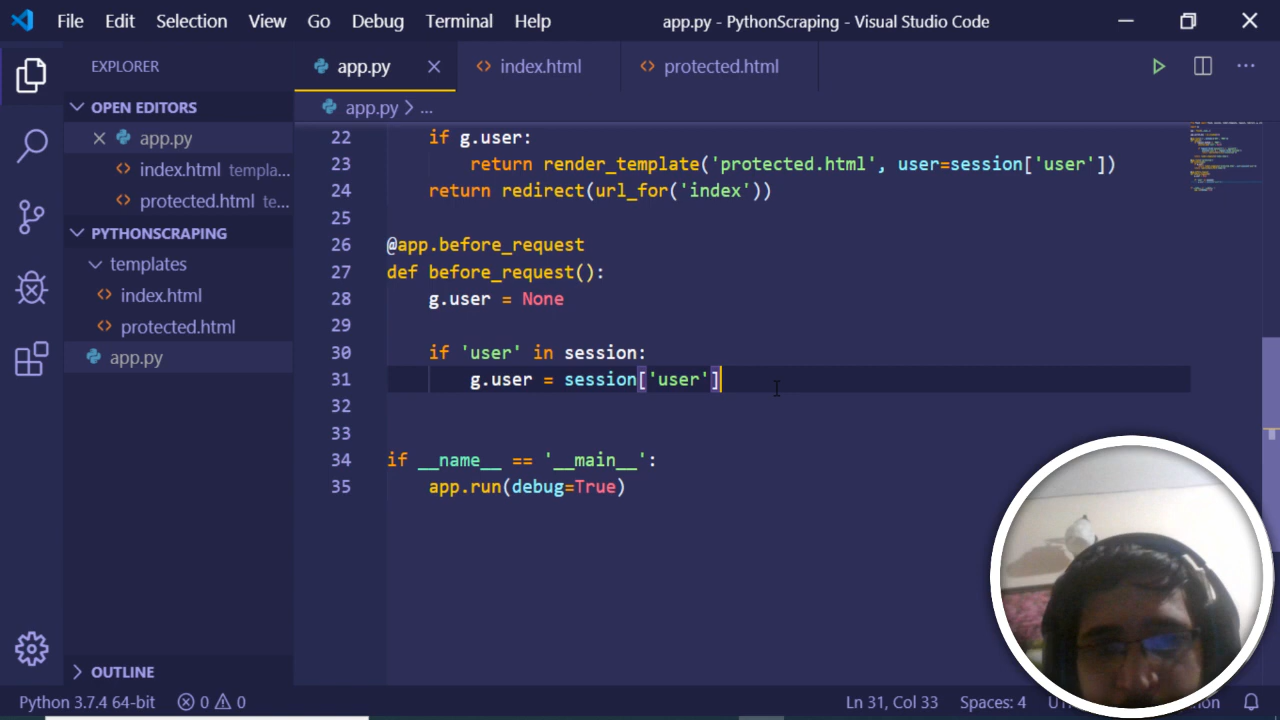 File Edit Selection View Go Debug Terminal Help app.py - PythonScraping - Visual Studio Code
EXPLORER
OPEN EDITORS
app.py
index.html templa...
protected.html te...
PYTHONSCRAPING
templates
index.html
protected.html
app.py
OUTLINE
app.py index.html protected.html
app.py > ...
22 if g.user:
23 return render_template('protected.html', user=session['user'])
24 return redirect(url_for('index'))
25
26 @app.before_request
27 def before_request():
28 g.user = None
29
30 if 'user' in session:
31 g.user = session['user']
32
33
34 if __name__ == '__main__':
35 app.run(debug=True)
Python 3.7.4 64-bit 0 0 Ln 31, Col 33 Spaces: 4